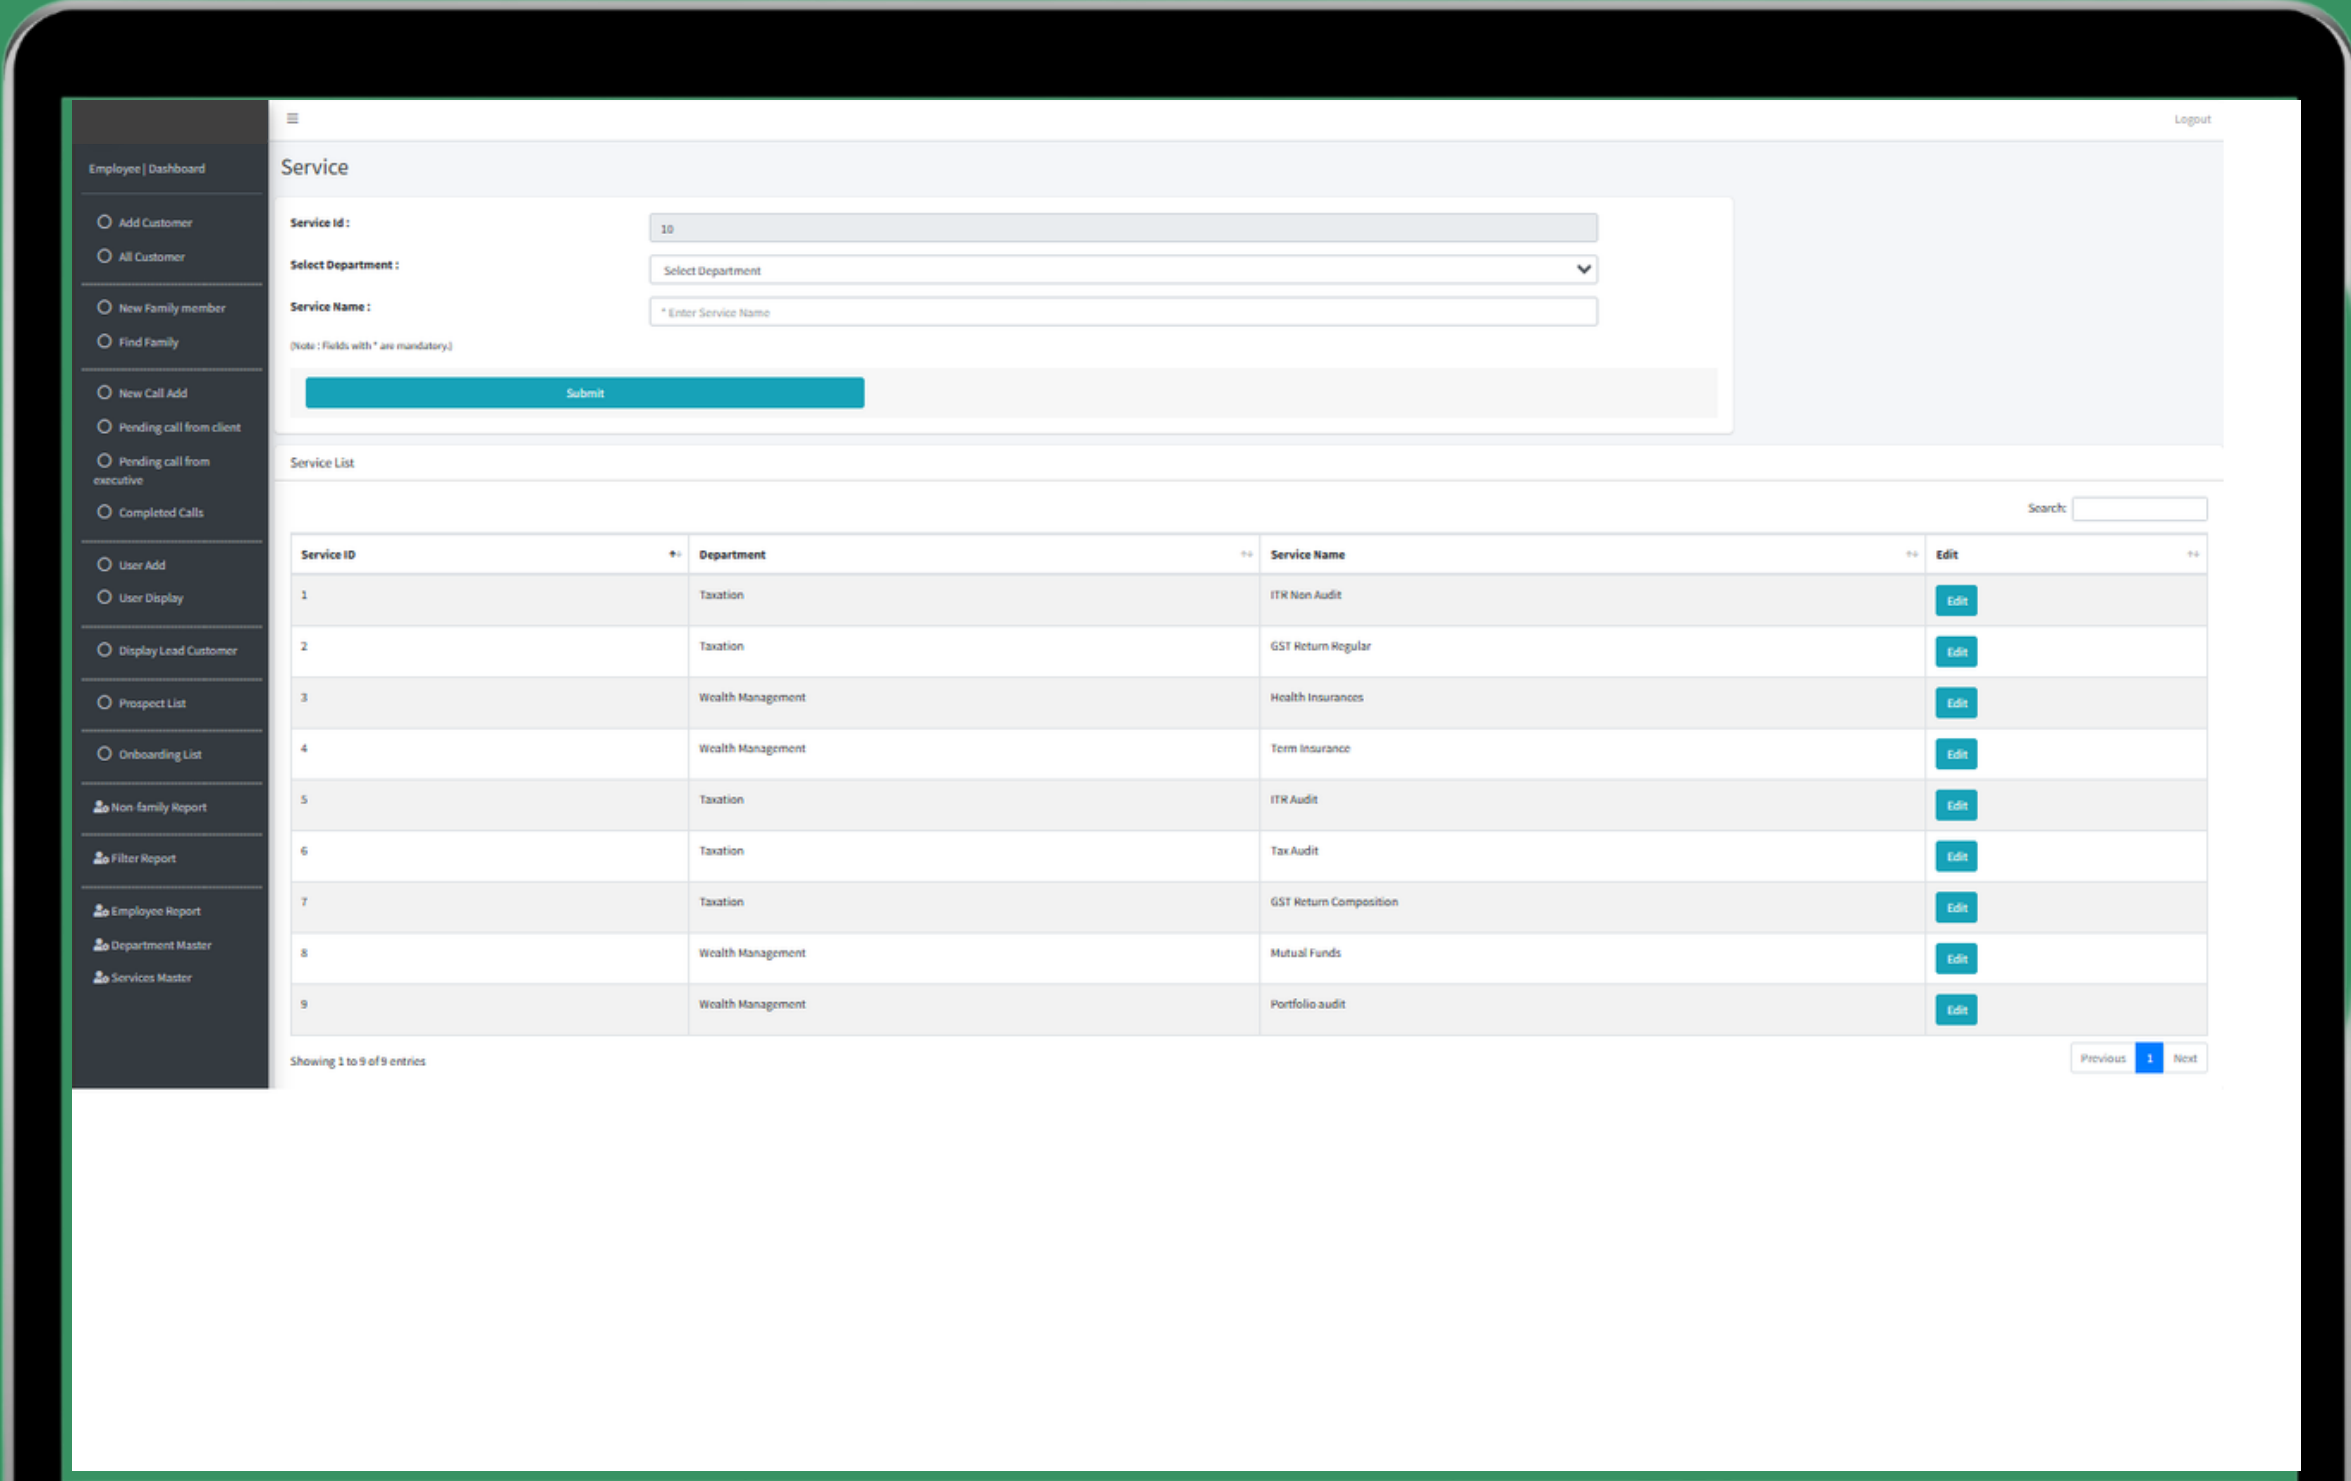 Logout
Employee | Dashboard
Add Customer
All Customer
New Family member
Find Family
New Call Add
Pending call from client
Pending call from
executive
Completed Calls
User Add
User Display
Display Lead Customer
Prospect List
Onboarding List
Non-family Report
Filter Report
Employee Report
Department Master
Services Master
Service
Service Id :
10
Select Department :
Select Department
Service Name :
* Enter Service Name
(Note : Fields with * are mandatory.)
Submit
Service List
Search:
Service ID Department Service Name Edit
1 Taxation ITR Non Audit Edit
2 Taxation GST Return Regular Edit
3 Wealth Management Health Insurances Edit
4 Wealth Management Term Insurance Edit
5 Taxation ITR Audit Edit
6 Taxation Tax Audit Edit
7 Taxation GST Return Composition Edit
8 Wealth Management Mutual Funds Edit
9 Wealth Management Portfolio audit Edit
Showing 1 to 9 of 9 entries
Previous 1 Next